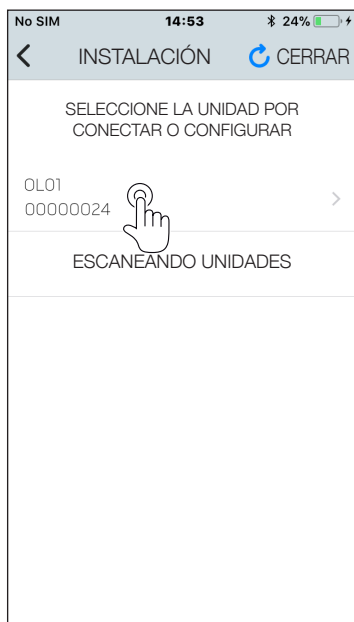 No SIM 14:53 24%
INSTALACIÓN CERRAR
SELECCIONE LA UNIDAD POR
CONECTAR O CONFIGURAR
OL01
00000024
ESCANEANDO UNIDADES